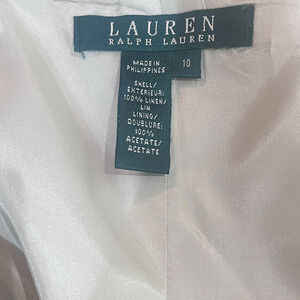 LAUREN
RALPH LAUREN
MADE IN
PHILIPPINES
10
SHELL/
EXTERIEUR:
100% LINEN/
LIN
LINING/
DOUBLURE:
100%
ACETATE/
ACETATE